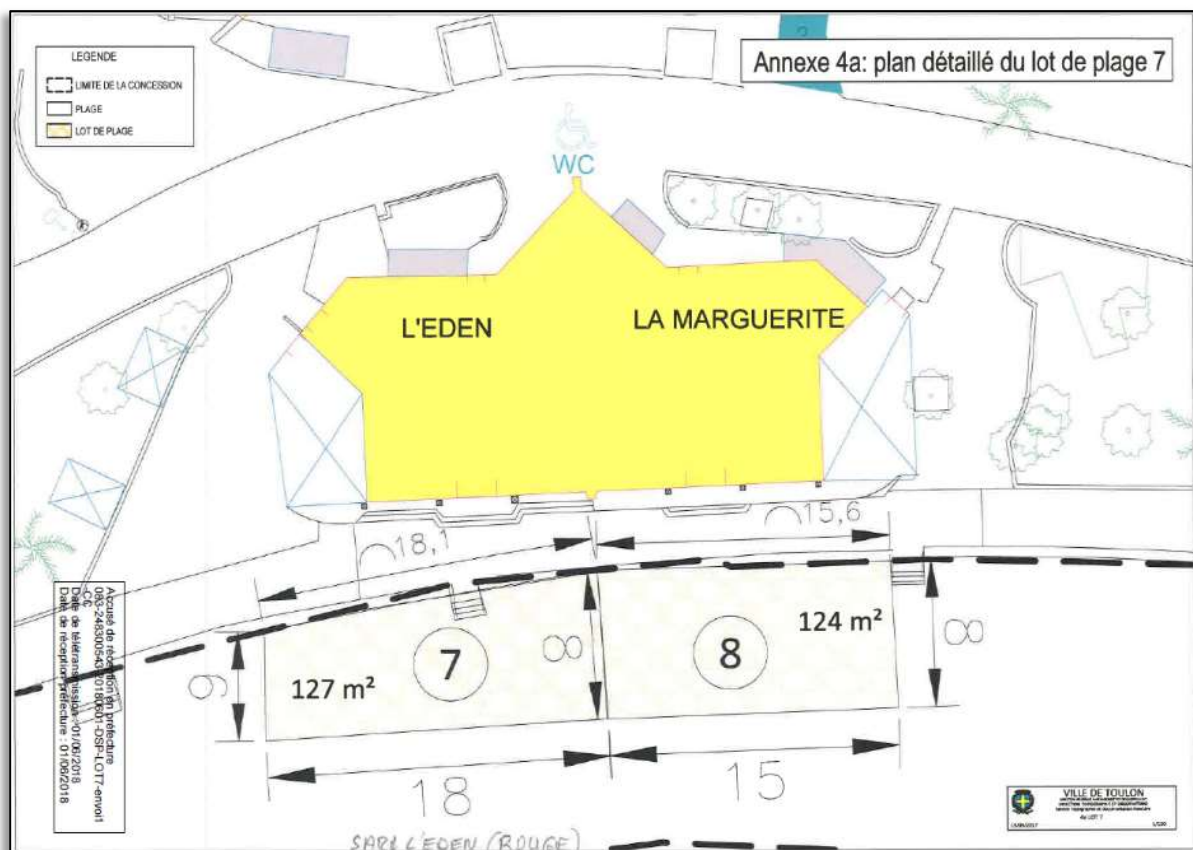 Annexe 4a: plan détaillé du lot de plage 7
LEGENDE
LIMITE DE LA CONCESSION
PLAGE
LOT DE PLAGE
WC
L'EDEN
LA MARGUERITE
18,1
15,6
7
127 m²
8
8
124 m²
8
18
15
Accusé de réception en préfecture
Date de télétransmission : 01/06/2018
Date de réception préfecture : 01/06/2018
SARL L'EDEN (ROUGE)
VILLE DE TOULON